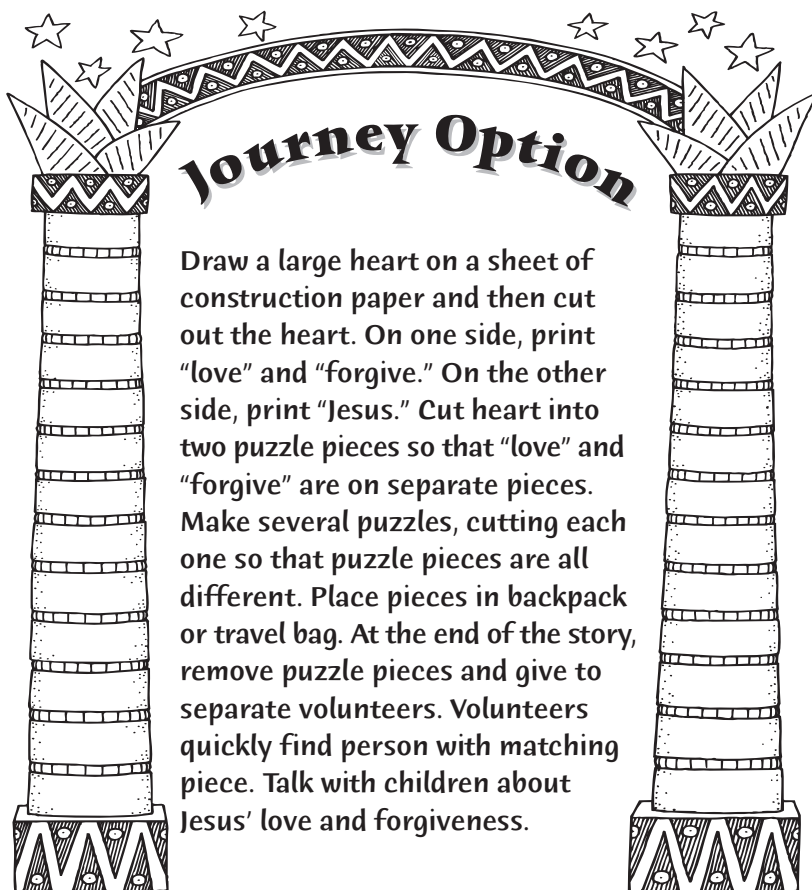 Journey Option
Draw a large heart on a sheet of
construction paper and then cut
out the heart. On one side, print
“love” and “forgive.” On the other
side, print “Jesus.” Cut heart into
two puzzle pieces so that “love” and
“forgive” are on separate pieces.
Make several puzzles, cutting each
one so that puzzle pieces are all
different. Place pieces in backpack
or travel bag. At the end of the story,
remove puzzle pieces and give to
separate volunteers. Volunteers
quickly find person with matching
piece. Talk with children about
Jesus’ love and forgiveness.